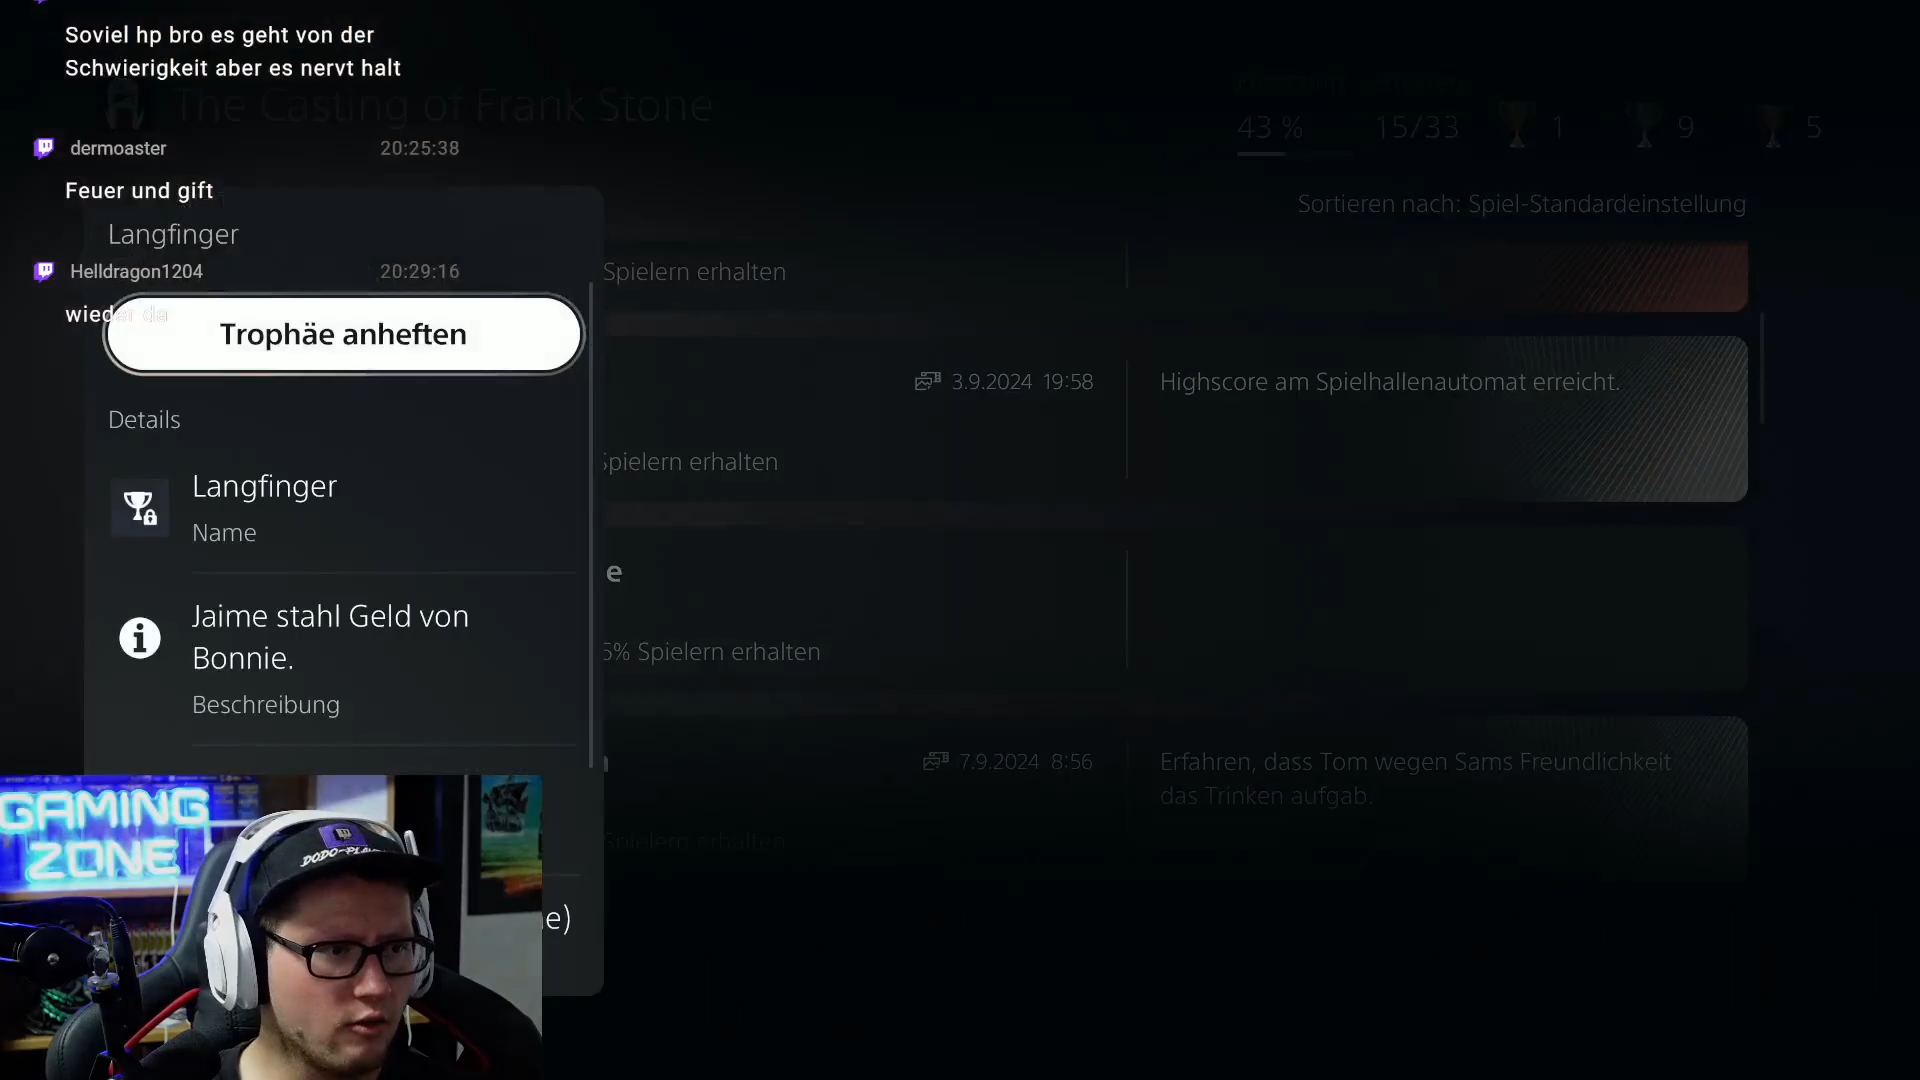 Soviel hp bro es geht von der
Schwierigkeit aber es nervt halt
The Casting of Frank Stone
43 %
15/33
1
9
5
dermoaster
20:25:38
Feuer und gift
Sortieren nach: Spiel-Standardeinstellung
Langfinger
Helldragon1204
20:29:16
Spielern erhalten
wieder da
Trophäe anheften
3.9.2024 19:58
Highscore am Spielhallenautomat erreicht.
Details
Spielern erhalten
Langfinger
Name
e
Jaime stahl Geld von
Bonnie.
5% Spielern erhalten
Beschreibung
7.9.2024 8:56
Erfahren, dass Tom wegen Sams Freundlichkeit
das Trinken aufgab.
Spielern erhalten
GAMING
ZONE
e)